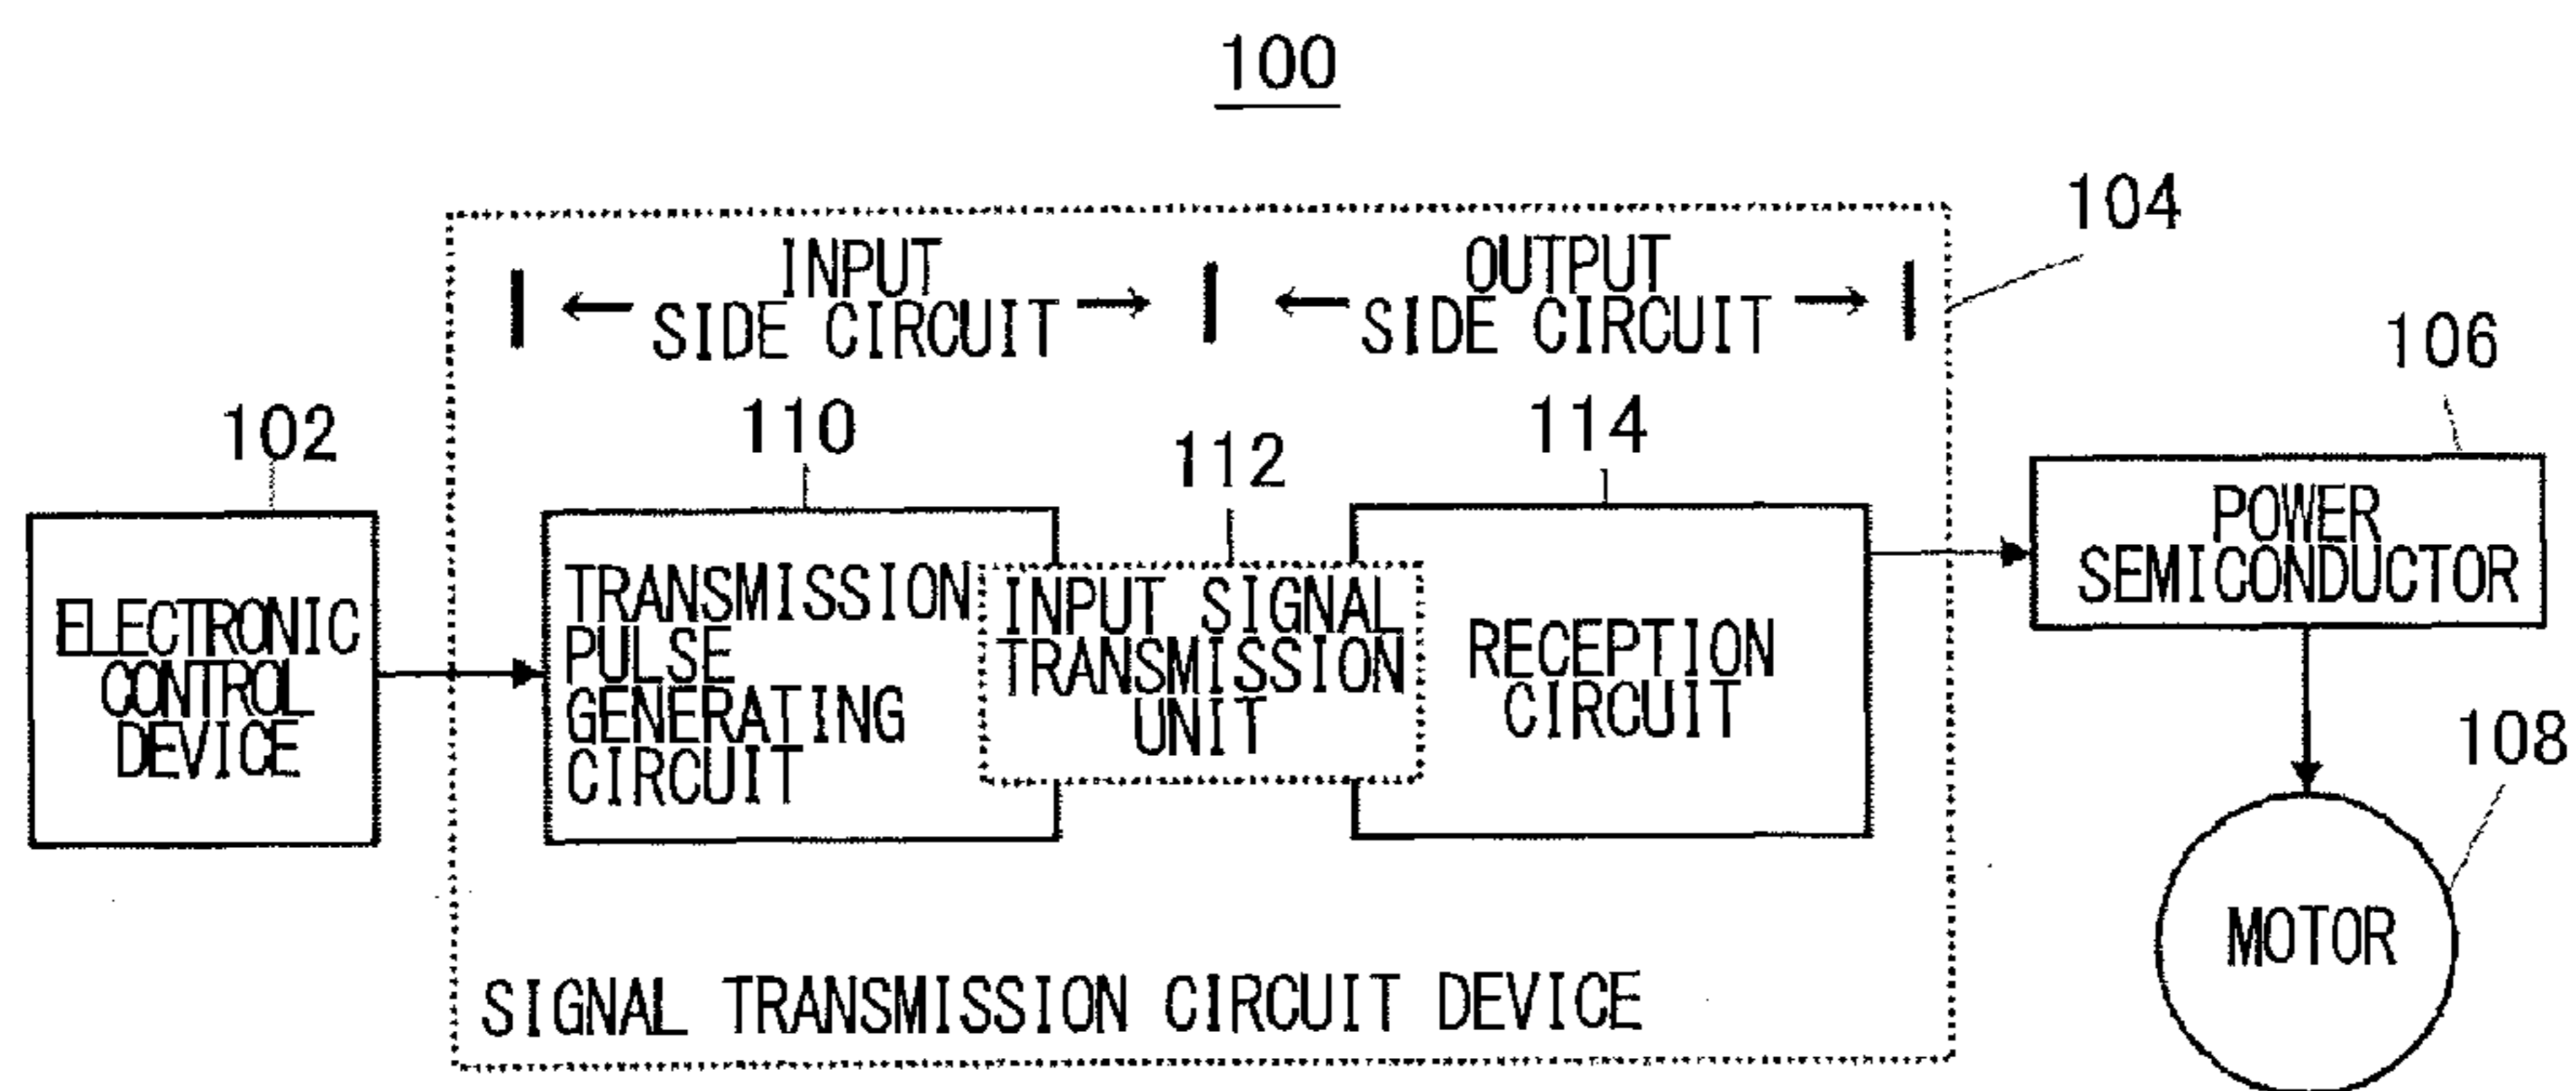 100
104
INPUT
SIDE CIRCUIT
OUTPUT
SIDE CIRCUIT
106
102
110
112
114
ELECTRONIC
CONTROL
DEVICE
TRANSMISSION
PULSE
GENERATING
CIRCUIT
INPUT SIGNAL
TRANSMISSION
UNIT
RECEPTION
CIRCUIT
POWER
SEMICONDUCTOR
108
MOTOR
SIGNAL TRANSMISSION CIRCUIT DEVICE